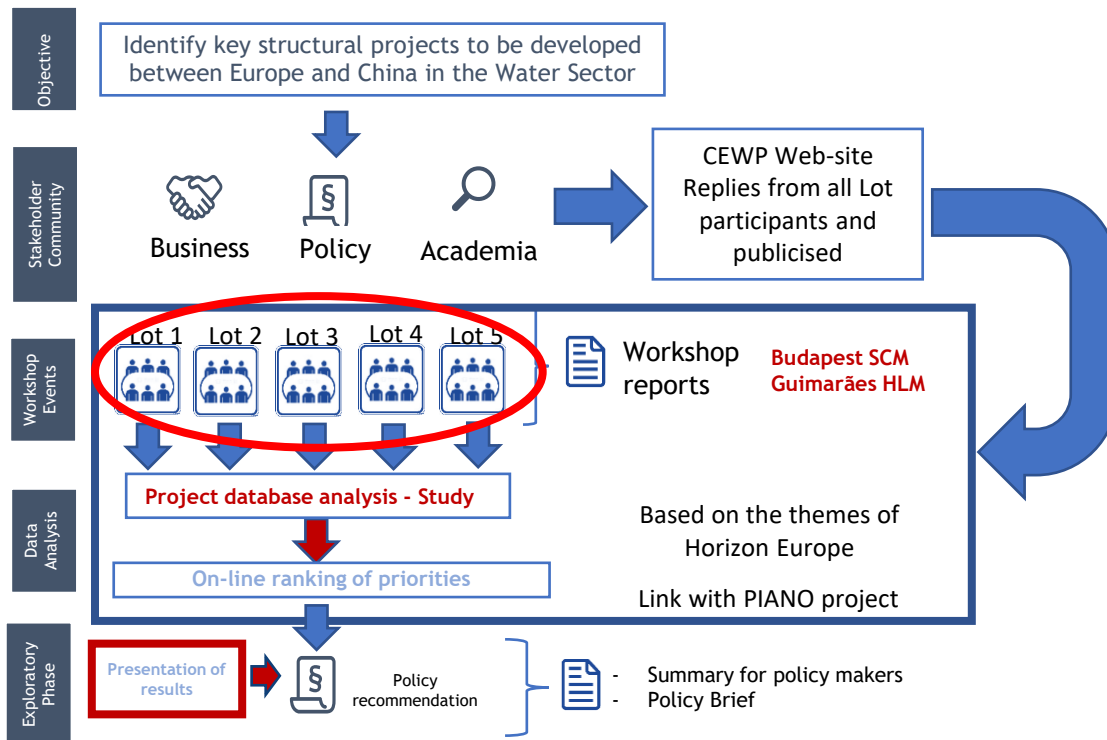 Objective
Identify key structural projects to be developed
between Europe and China in the Water Sector
Stakeholder
Community
Business
§
Policy
Academia
CEWP Web-site
Replies from all Lot
participants and
publicised
Workshop
Events
Lot 1
Lot 2
Lot 3
Lot 4
Lot 5
Workshop
reports
Budapest SCM
Guimarães HLM
Data
Analysis
Project database analysis - Study
On-line ranking of priorities
Based on the themes of
Horizon Europe
Link with PIANO project
Exploratory
Phase
Presentation of
results
§
Policy
recommendation
- Summary for policy makers
- Policy Brief